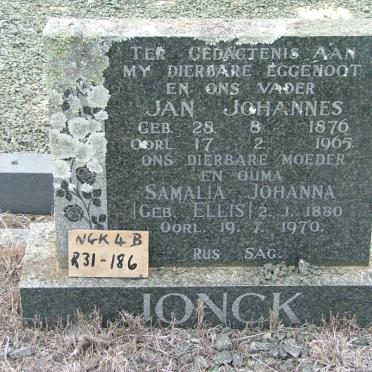 TER GEDAGTENIS AAN
MY DIERBARE EGGENOOT
EN ONS VADER
JAN JOHANNES
GEB. 28 8 1876
OORL 17 2 1965
ONS DIERBARE MOEDER
EN OUMA
SAMALIA JOHANNA
(GEB. ELLIS) 2. 1. 1880
OORL. 19. 7. 1970.
RUS SAG.
NGK 4 B
R31-186
JONCK